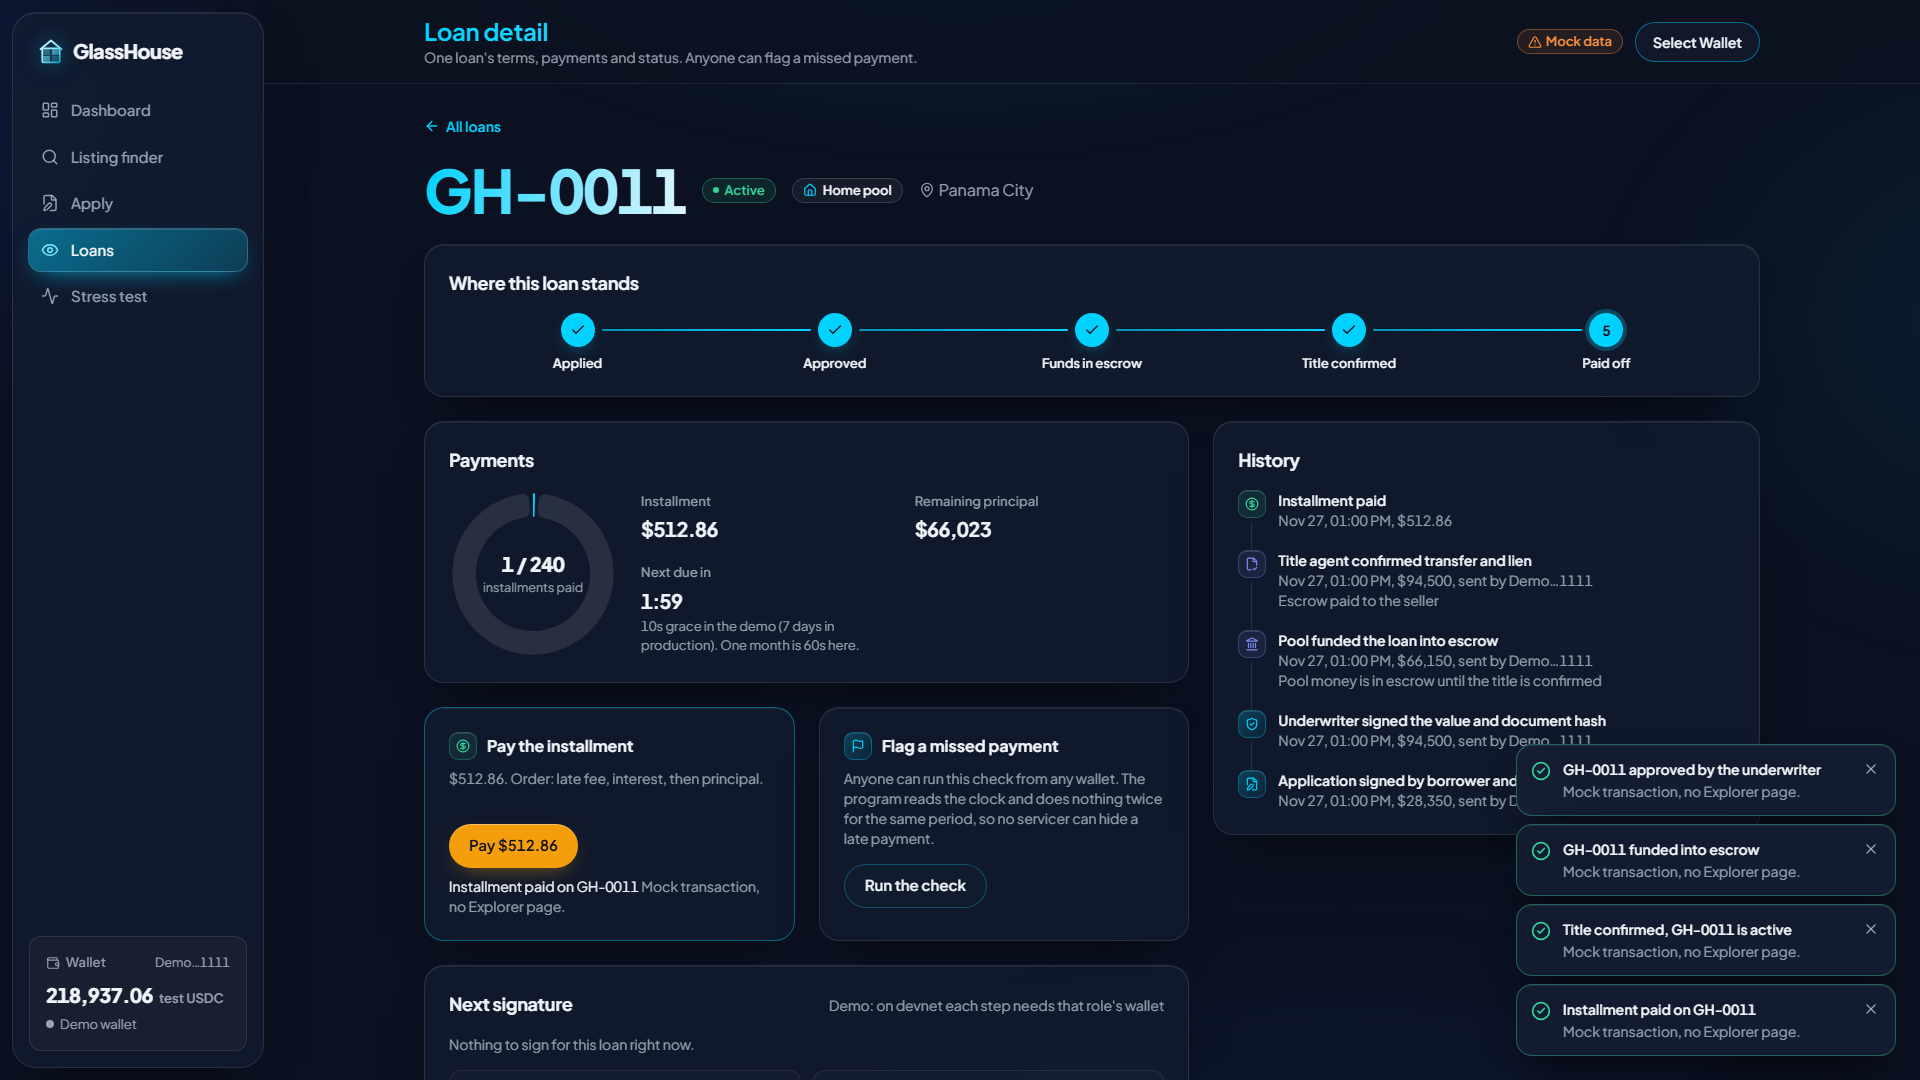 GlassHouse
Dashboard
Listing finder
Apply
Loans
Stress test
Wallet
Demo…1111
218,937.06 test USDC
Demo wallet
Loan detail
One loan's terms, payments and status. Anyone can flag a missed payment.
Mock data
Select Wallet
All loans
GH-0011
Active
Home pool
Panama City
Where this loan stands
5
Applied
Approved
Funds in escrow
Title confirmed
Paid off
Payments
1 / 240
installments paid
Installment
$512.86
Remaining principal
$66,023
Next due in
1:59
10s grace in the demo (7 days in
production). One month is 60s here.
Pay the installment
$512.86. Order: late fee, interest, then principal.
Pay $512.86
Installment paid on GH-0011 Mock transaction,
no Explorer page.
Flag a missed payment
Anyone can run this check from any wallet. The
program reads the clock and does nothing twice
for the same period, so no servicer can hide a
late payment.
Run the check
Next signature
Demo: on devnet each step needs that role's wallet
Nothing to sign for this loan right now.
History
Installment paid
Nov 27, 01:00 PM, $512.86
Title agent confirmed transfer and lien
Nov 27, 01:00 PM, $94,500, sent by Demo…1111
Escrow paid to the seller
Pool funded the loan into escrow
Nov 27, 01:00 PM, $66,150, sent by Demo…1111
Pool money is in escrow until the title is confirmed
Underwriter signed the value and document hash
Nov 27, 01:00 PM, $94,500, sent by Demo…1111
Application signed by borrower and
Nov 27, 01:00 PM, $28,350, sent by
GH-0011 approved by the underwriter
Mock transaction, no Explorer page.
GH-0011 funded into escrow
Mock transaction, no Explorer page.
Title confirmed, GH-0011 is active
Mock transaction, no Explorer page.
Installment paid on GH-0011
Mock transaction, no Explorer page.